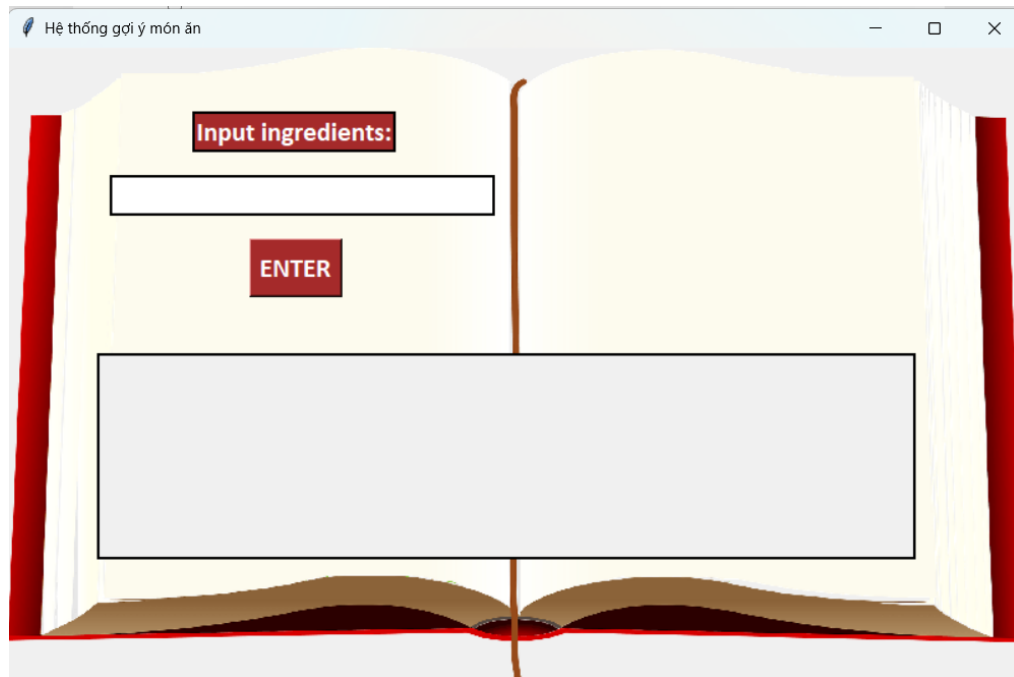 Hệ thống gợi ý món ăn
Input ingredients:
ENTER